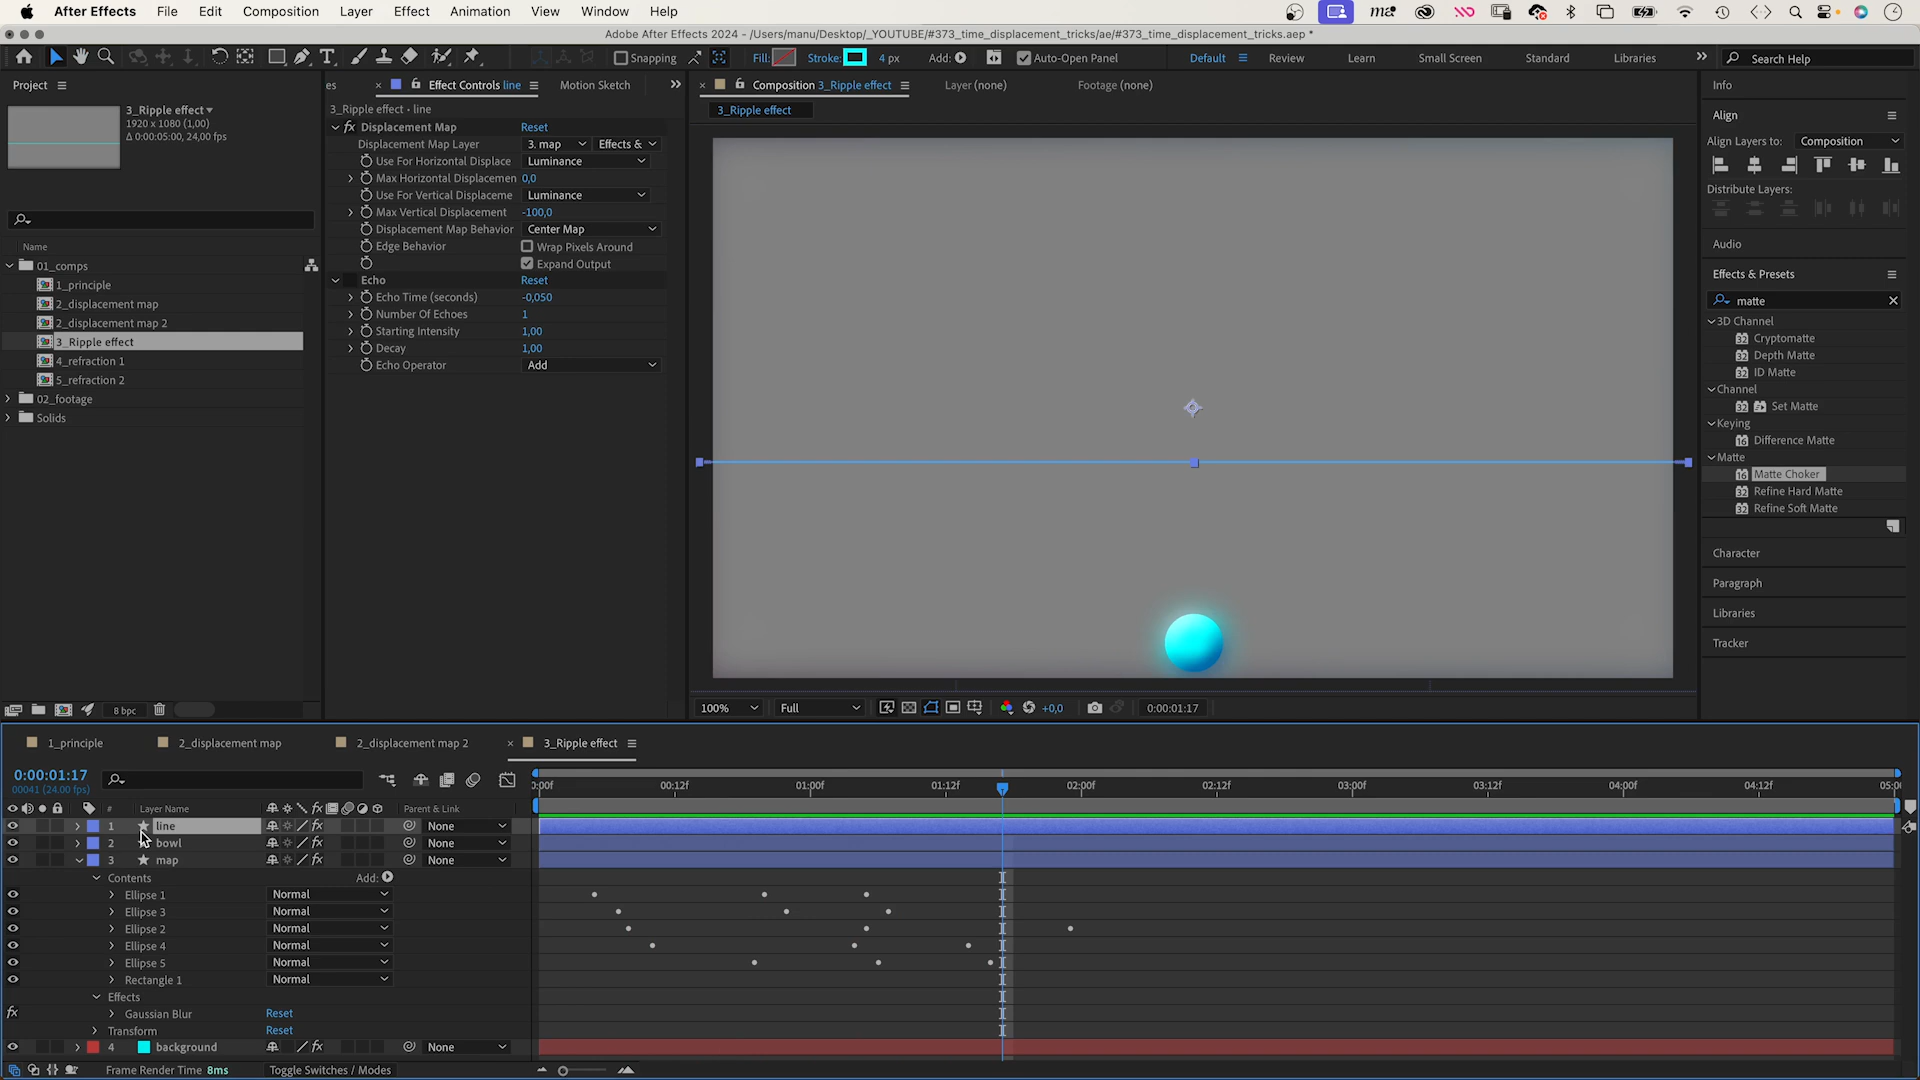 After Effects File Edit Composition Layer Effect Animation View Window Help
Adobe After Effects 2024 - /Users/manu/Desktop/_YOUTUBE/#373_time_displacement_tricks/ae/#373_time_displacement_tricks.aep *
Snapping Fill: Stroke: 4 px Add: Auto-Open Panel Default Review Learn Small Screen Standard Libraries Search Help
Project
es Effect Controls line Motion Sketch
Composition 3_Ripple effect Layer (none) Footage (none)
Info
3_Ripple effect
1920 x 1080 (1,00)
Δ 0:00:05:00, 24,00 fps
3_Ripple effect • line
3_Ripple effect
Displacement Map Reset
Displacement Map Layer 3. map Effects &
Use For Horizontal Displace Luminance
Max Horizontal Displacemen 0,0
Use For Vertical Displaceme Luminance
Max Vertical Displacement -100,0
Displacement Map Behavior Center Map
Edge Behavior Wrap Pixels Around
Expand Output
Echo Reset
Echo Time (seconds) -0,050
Number Of Echoes 1
Starting Intensity 1,00
Decay 1,00
Echo Operator Add
Name
01_comps
1_principle
2_displacement map
2_displacement map 2
3_Ripple effect
4_refraction 1
5_refraction 2
02_footage
Solids
8 bpc
Align
Align Layers to: Composition
Distribute Layers:
Audio
Effects & Presets
matte
3D Channel
32 Cryptomatte
32 Depth Matte
32 ID Matte
Channel
32 Set Matte
Keying
16 Difference Matte
Matte
16 Matte Choker
32 Refine Hard Matte
32 Refine Soft Matte
Character
Paragraph
Libraries
Tracker
100% Full +0,0 0:00:01:17
1_principle 2_displacement map 2_displacement map 2 3_Ripple effect
0:00:01:17
00041 (24.00 fps)
):00f 00:12f 01:00f 01:12f 02:00f 02:12f 03:00f 03:12f 04:00f 04:12f 05:00
# Layer Name Parent & Link
1 line None
2 bowl None
3 map None
Contents Add:
Ellipse 1 Normal
Ellipse 3 Normal
Ellipse 2 Normal
Ellipse 4 Normal
Ellipse 5 Normal
Rectangle 1 Normal
Effects
Gaussian Blur Reset
Transform Reset
4 background None
Frame Render Time 8ms Toggle Switches / Modes